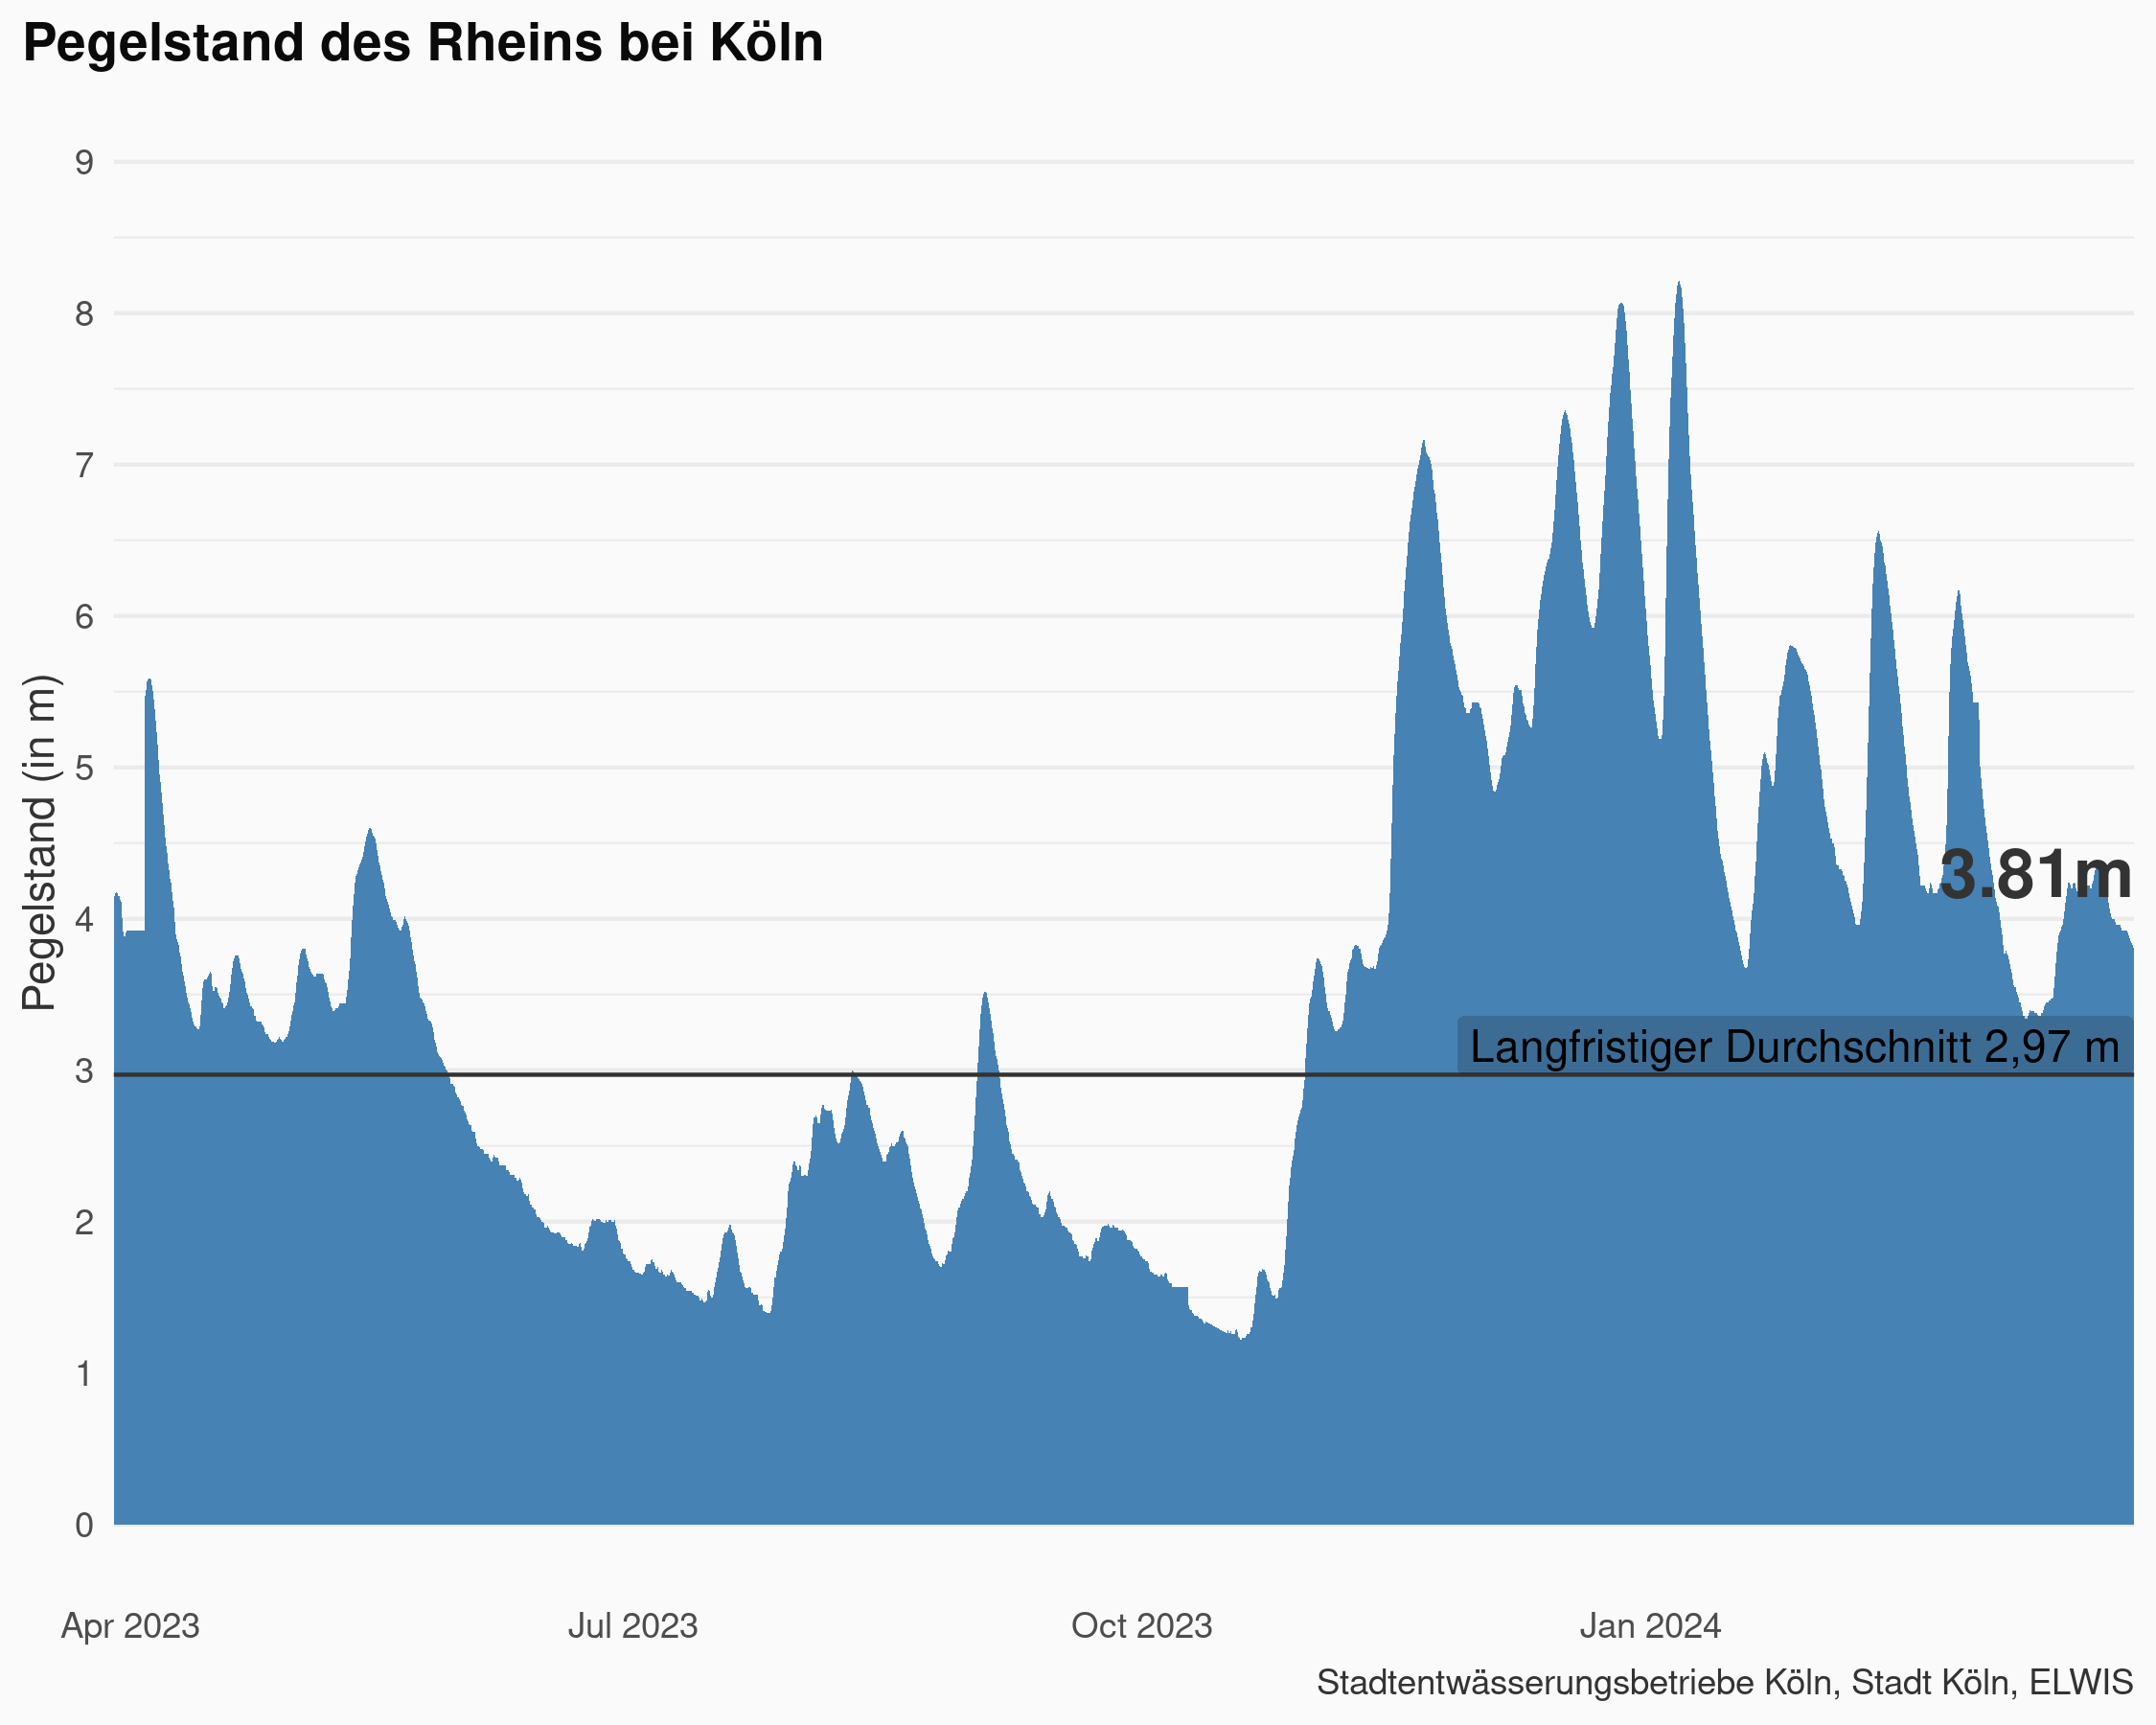 Pegelstand des Rheins bei Köln
Pegelstand (in m)
9
8
7
6
5
4
3
2
1
0
3.81m
Langfristiger Durchschnitt 2,97 m
Apr 2023
Jul 2023
Oct 2023
Jan 2024
Stadtentwässerungsbetriebe Köln, Stadt Köln, ELWIS